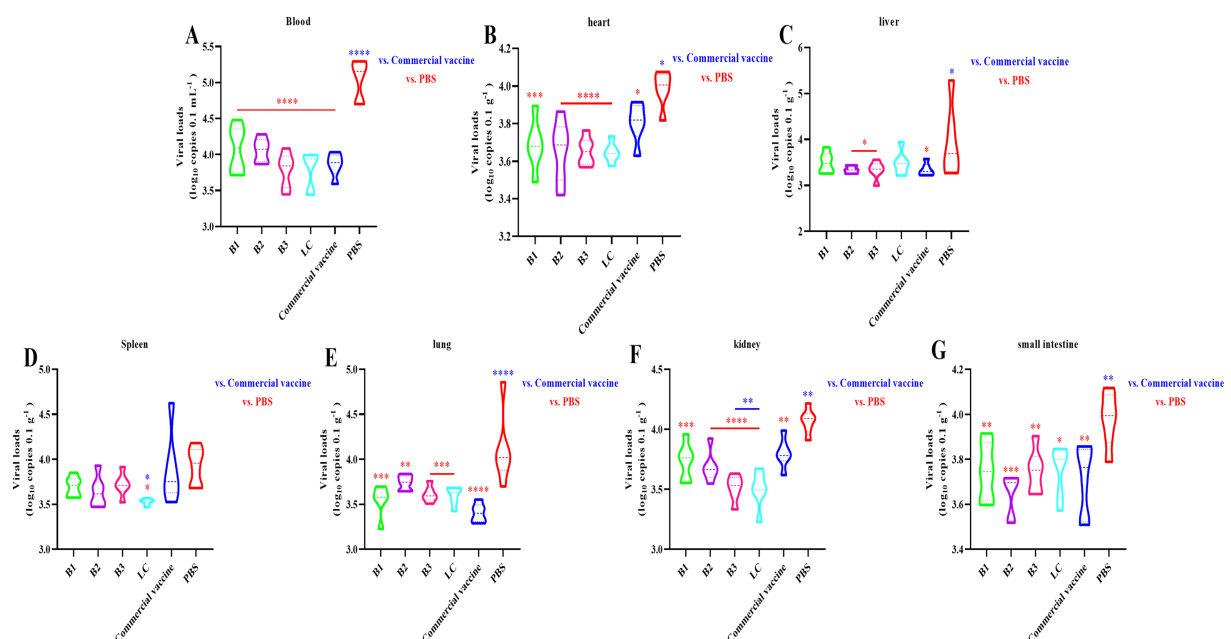 A
Blood
Viral loads
(log10 copies 0.1 mL-1)
5.5
5.0
4.5
4.0
3.5
3.0
****
****
vs. Commercial vaccine
vs. PBS
B1
B2
B3
LC
Commercial vaccine
PBS
B
heart
Viral loads
(log10 copies 0.1 g-1)
4.2
4.0
3.8
3.6
3.4
3.2
***
****
*
*
vs. Commercial vaccine
vs. PBS
B1
B2
B3
LC
Commercial vaccine
PBS
C
liver
Viral loads
(log10 copies 0.1 g-1)
6
5
4
3
2
*
*
*
vs. Commercial vaccine
vs. PBS
B1
B2
B3
LC
Commercial vaccine
PBS
D
Spleen
Viral loads
(log10 copies 0.1 g-1)
5.0
4.5
4.0
3.5
3.0
*
*
vs. Commercial vaccine
vs. PBS
B1
B2
B3
LC
Commercial vaccine
PBS
E
lung
Viral loads
(log10 copies 0.1 g-1)
5.0
4.5
4.0
3.5
3.0
***
**
***
****
****
vs. Commercial vaccine
vs. PBS
B1
B2
B3
LC
Commercial vaccine
PBS
F
kidney
Viral loads
(log10 copies 0.1 g-1)
4.5
4.0
3.5
3.0
***
**
****
**
**
vs. Commercial vaccine
vs. PBS
B1
B2
B3
LC
Commercial vaccine
PBS
G
small intestine
Viral loads
(log10 copies 0.1 g-1)
4.2
4.0
3.8
3.6
3.4
**
***
**
*
**
**
vs. Commercial vaccine
vs. PBS
B1
B2
B3
LC
Commercial vaccine
PBS